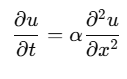 ∂u/∂t = α ∂²u/∂x²